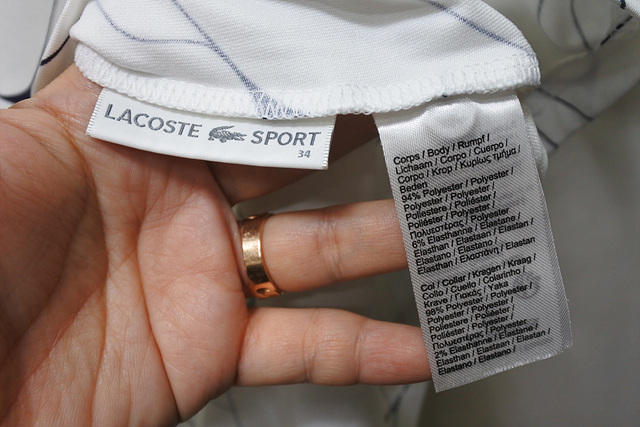 LACOSTE SPORT
34
Corps / Body / Rumpf /
Lichaam / Corpo / Cuerpo /
Corpo / Krop / Κυρίως τμήμα /
Beden
94% Polyester / Polyester /
Polyester / Polyester /
Poliestere / Poliéster /
Poliéster / Polyester /
Πολυεστέρας / Polyester
6% Elasthanne / Elastane /
Elasthan / Elastaan / Elastan /
Elastano / Elastano /
Elasthan / Ελαστάνη / Elastan
Col / Collar / Kragen / Kraag /
Collo / Cuello / Colarinho /
Krave / Γιακάς / Yaka
98% Polyester / Polyester /
Polyester / Polyester /
Poliestere / Poliéster /
Poliéster / Polyester /
Πολυεστέρας / Polyester
2% Elasthanne / Elastane /
Elasthan / Elastaan / Elastan /
Elastano / Elastano /